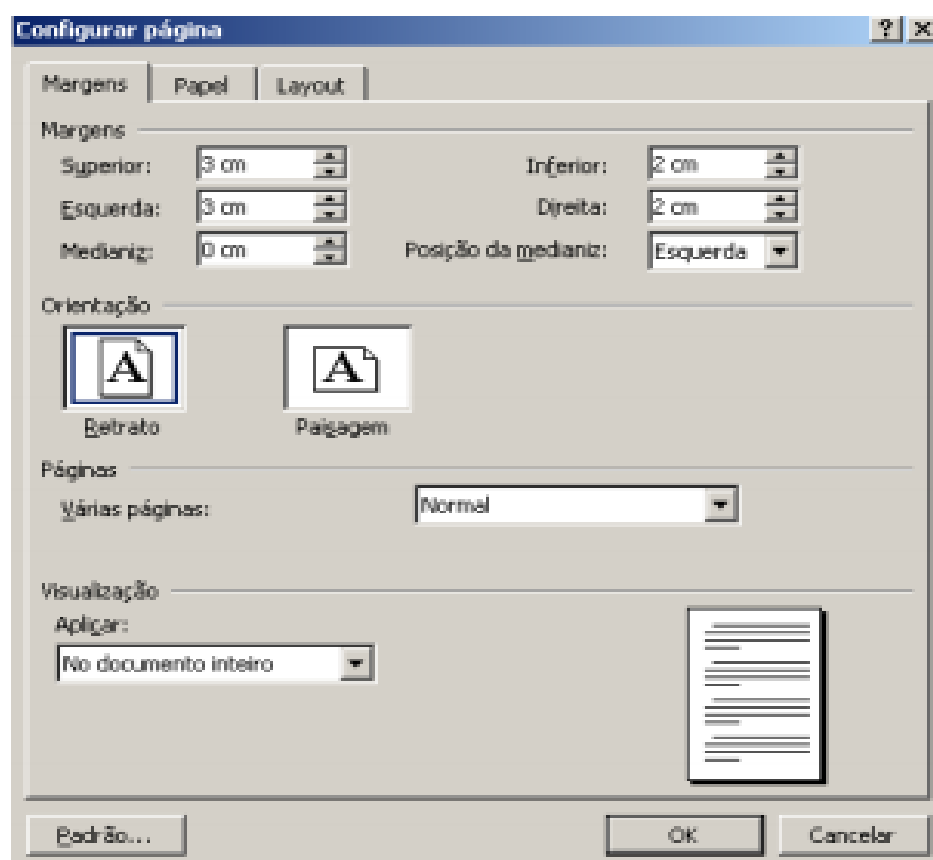 Configurar página
Margens Papel Layout
Margens
Superior: 3 cm Inferior: 2 cm
Esquerda: 3 cm Direita: 2 cm
Medianiz: 0 cm Posição da medianiz: Esquerda
Orientação
A A
Retrato Paisagem
Páginas
Várias páginas: Normal
Visualização
Aplicar:
No documento inteiro
Padrão... OK Cancelar